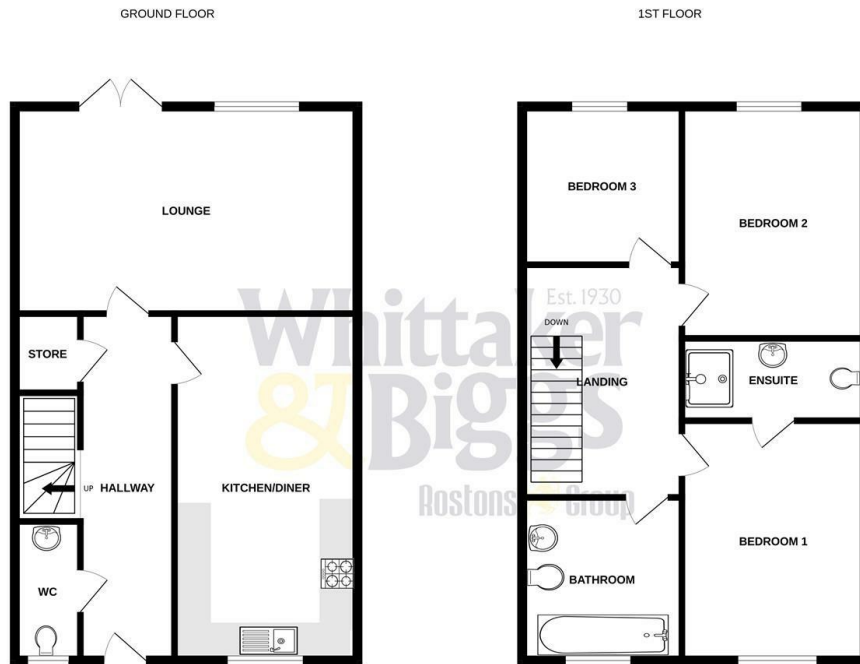 GROUND FLOOR
1ST FLOOR
LOUNGE
BEDROOM 3
BEDROOM 2
Whittaker
Est. 1930
& Biggs
Rostons Group
STORE
DOWN
LANDING
ENSUITE
UP
HALLWAY
KITCHEN/DINER
WC
BATHROOM
BEDROOM 1